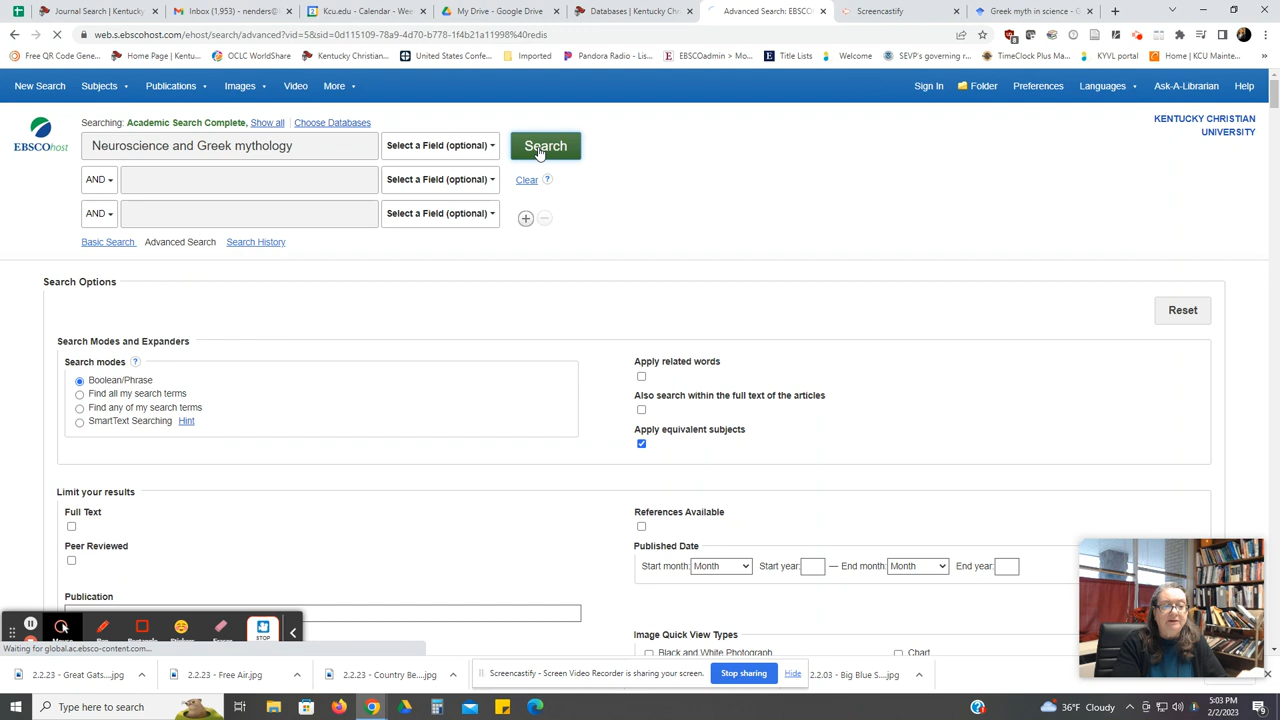 Journal List | Kentucky
Inbox (1,953) - nenders@
Kcu.edu - Calendar - Wee
My Drive - Google Drive
Databases | Kentucky Cho
Advanced Search: EBSCO
Screencastify
Greek myth in science - G
web.s.ebscohost.com/ehost/search/advanced?vid=5&sid=0d115109-78a9-4d70-b778-1f4b21a11998%40redis
Free QR Code Gener...
Home Page | Kentuc...
OCLC WorldShare
Kentucky Christian...
United States Confe...
Imported
Pandora Radio - Lis...
EBSCOadmin > Mo...
Title Lists
Welcome
SEVP's governing r...
TimeClock Plus Ma...
KYVL portal
Home | KCU Mainte...
New Search Subjects Publications Images Video More Sign In Folder Preferences Languages Ask-A-Librarian Help
Searching: Academic Search Complete, Show all Choose Databases
KENTUCKY CHRISTIAN
UNIVERSITY
EBSCOhost
Neuroscience and Greek mythology Select a Field (optional) Search
AND Select a Field (optional) Clear ?
AND Select a Field (optional)
Basic Search Advanced Search Search History
Search Options
Reset
Search Modes and Expanders
Search modes ?
Boolean/Phrase
Find all my search terms
Find any of my search terms
SmartText Searching Hint
Apply related words
Also search within the full text of the articles
Apply equivalent subjects
Limit your results
Full Text
References Available
Peer Reviewed
Published Date
Start month: Month Start year: — End month: Month End year:
Publication
Image Quick View Types
Black and White Photograph
Chart
STOP
Waiting for global.ac.ebsco-content.com...
2.2.23 - Great Gats....jpg
2.2.23 - Free Air.jpg
2.2.23 - Country o....jpg
Screencastify - Screen Video Recorder is sharing your screen.
Stop sharing
Hide
2.2.03 - Big Blue S....jpg
Type here to search
36°F Cloudy
5:03 PM
2/2/2023